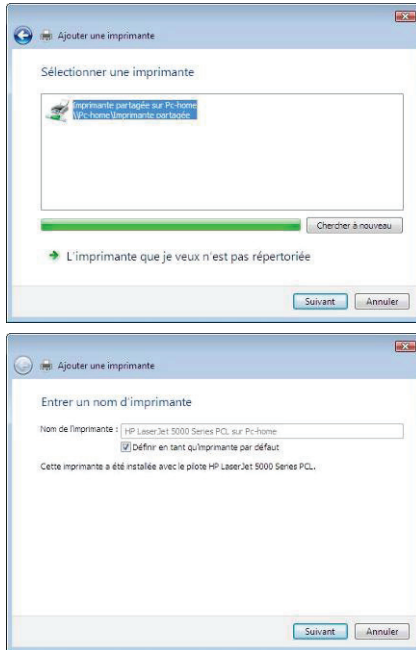 Ajouter une imprimante
Sélectionner une imprimante
Imprimante partagée sur Pc-home
\\Pc-home\Imprimante partagée
Chercher à nouveau
L'imprimante que je veux n'est pas répertoriée
Suivant
Annuler
Ajouter une imprimante
Entrer un nom d'imprimante
Nom de l'imprimante : HP LaserJet 5000 Series PCL sur Pc-home
Définir en tant qu'imprimante par défaut
Cette imprimante a été installée avec le pilote HP LaserJet 5000 Series PCL.
Suivant
Annuler